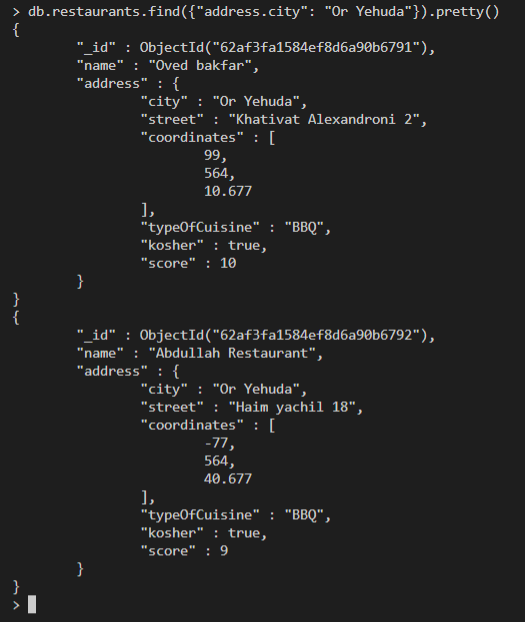 > db.restaurants.find({"address.city": "Or Yehuda"}).pretty()
{
        "_id" : ObjectId("62af3fa1584ef8d6a90b6791"),
        "name" : "Oved bakfar",
        "address" : {
                "city" : "Or Yehuda",
                "street" : "Khativat Alexandroni 2",
                "coordinates" : [
                        99,
                        564,
                        10.677
                ],
                "typeOfCuisine" : "BBQ",
                "kosher" : true,
                "score" : 10
        }
}
{
        "_id" : ObjectId("62af3fa1584ef8d6a90b6792"),
        "name" : "Abdullah Restaurant",
        "address" : {
                "city" : "Or Yehuda",
                "street" : "Haim yachil 18",
                "coordinates" : [
                        -77,
                        564,
                        40.677
                ],
                "typeOfCuisine" : "BBQ",
                "kosher" : true,
                "score" : 9
        }
}
>